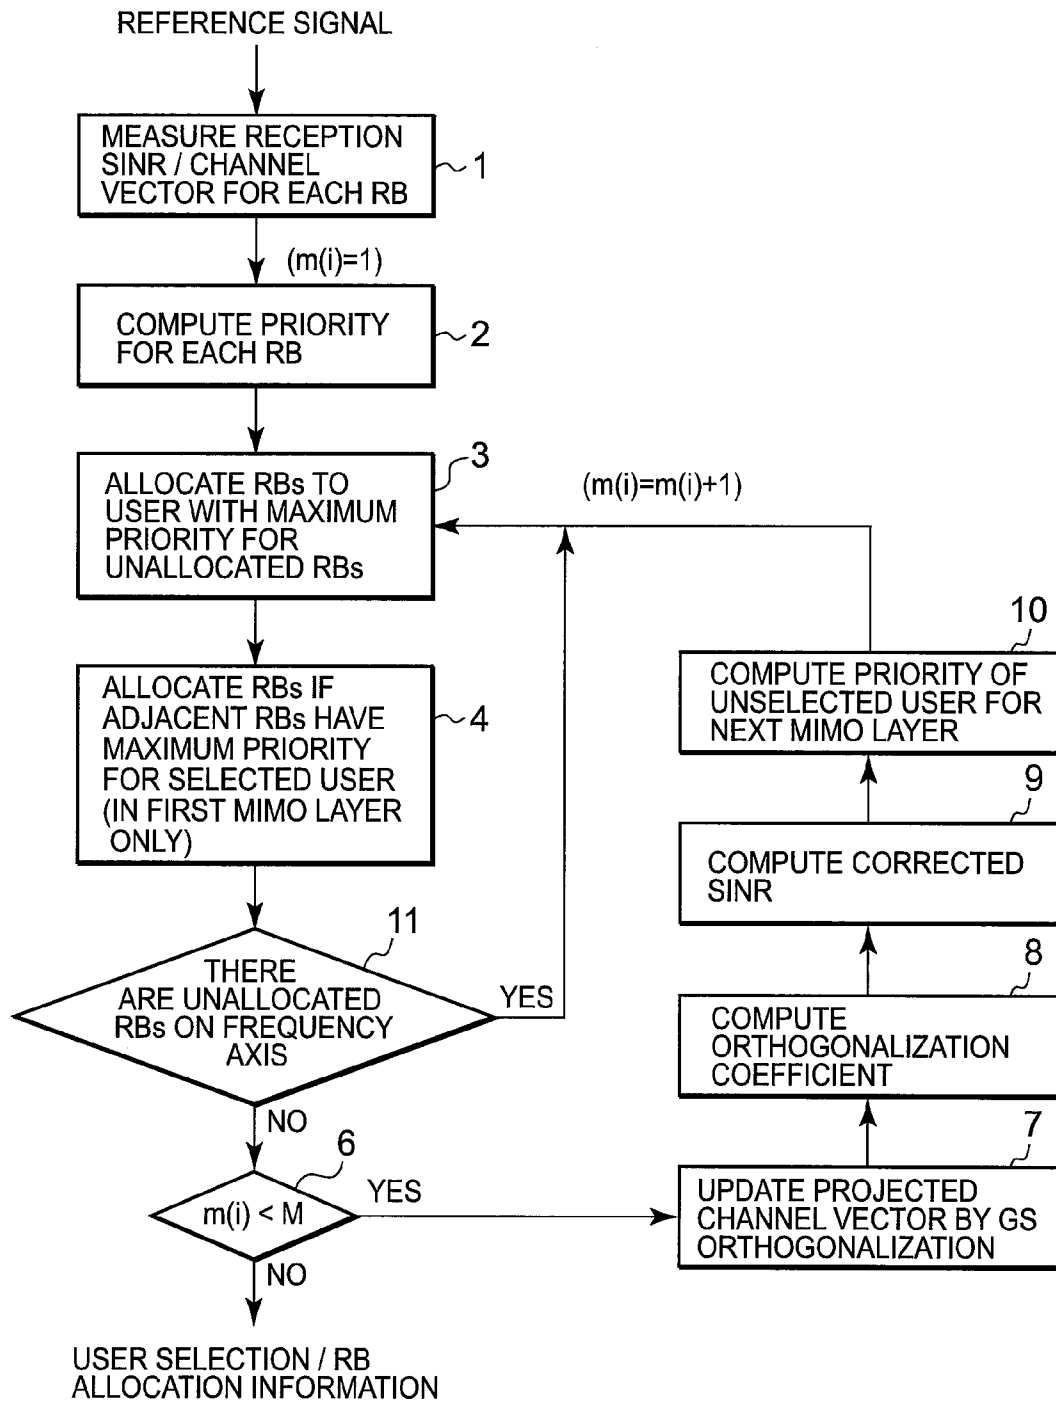 REFERENCE SIGNAL
MEASURE RECEPTION
SINR / CHANNEL
VECTOR FOR EACH RB
1
(m(i)=1)
COMPUTE PRIORITY
FOR EACH RB
2
3
ALLOCATE RBs TO
USER WITH MAXIMUM
PRIORITY FOR
UNALLOCATED RBs
(m(i)=m(i)+1)
ALLOCATE RBs IF
ADJACENT RBs HAVE
MAXIMUM PRIORITY
FOR SELECTED USER
(IN FIRST MIMO LAYER
ONLY)
4
11
THERE
ARE UNALLOCATED
RBs ON FREQUENCY
AXIS
YES
NO
6
m(i) < M
YES
NO
USER SELECTION / RB
ALLOCATION INFORMATION
10
COMPUTE PRIORITY OF
UNSELECTED USER FOR
NEXT MIMO LAYER
9
COMPUTE CORRECTED
SINR
8
COMPUTE
ORTHOGONALIZATION
COEFFICIENT
7
UPDATE PROJECTED
CHANNEL VECTOR BY GS
ORTHOGONALIZATION